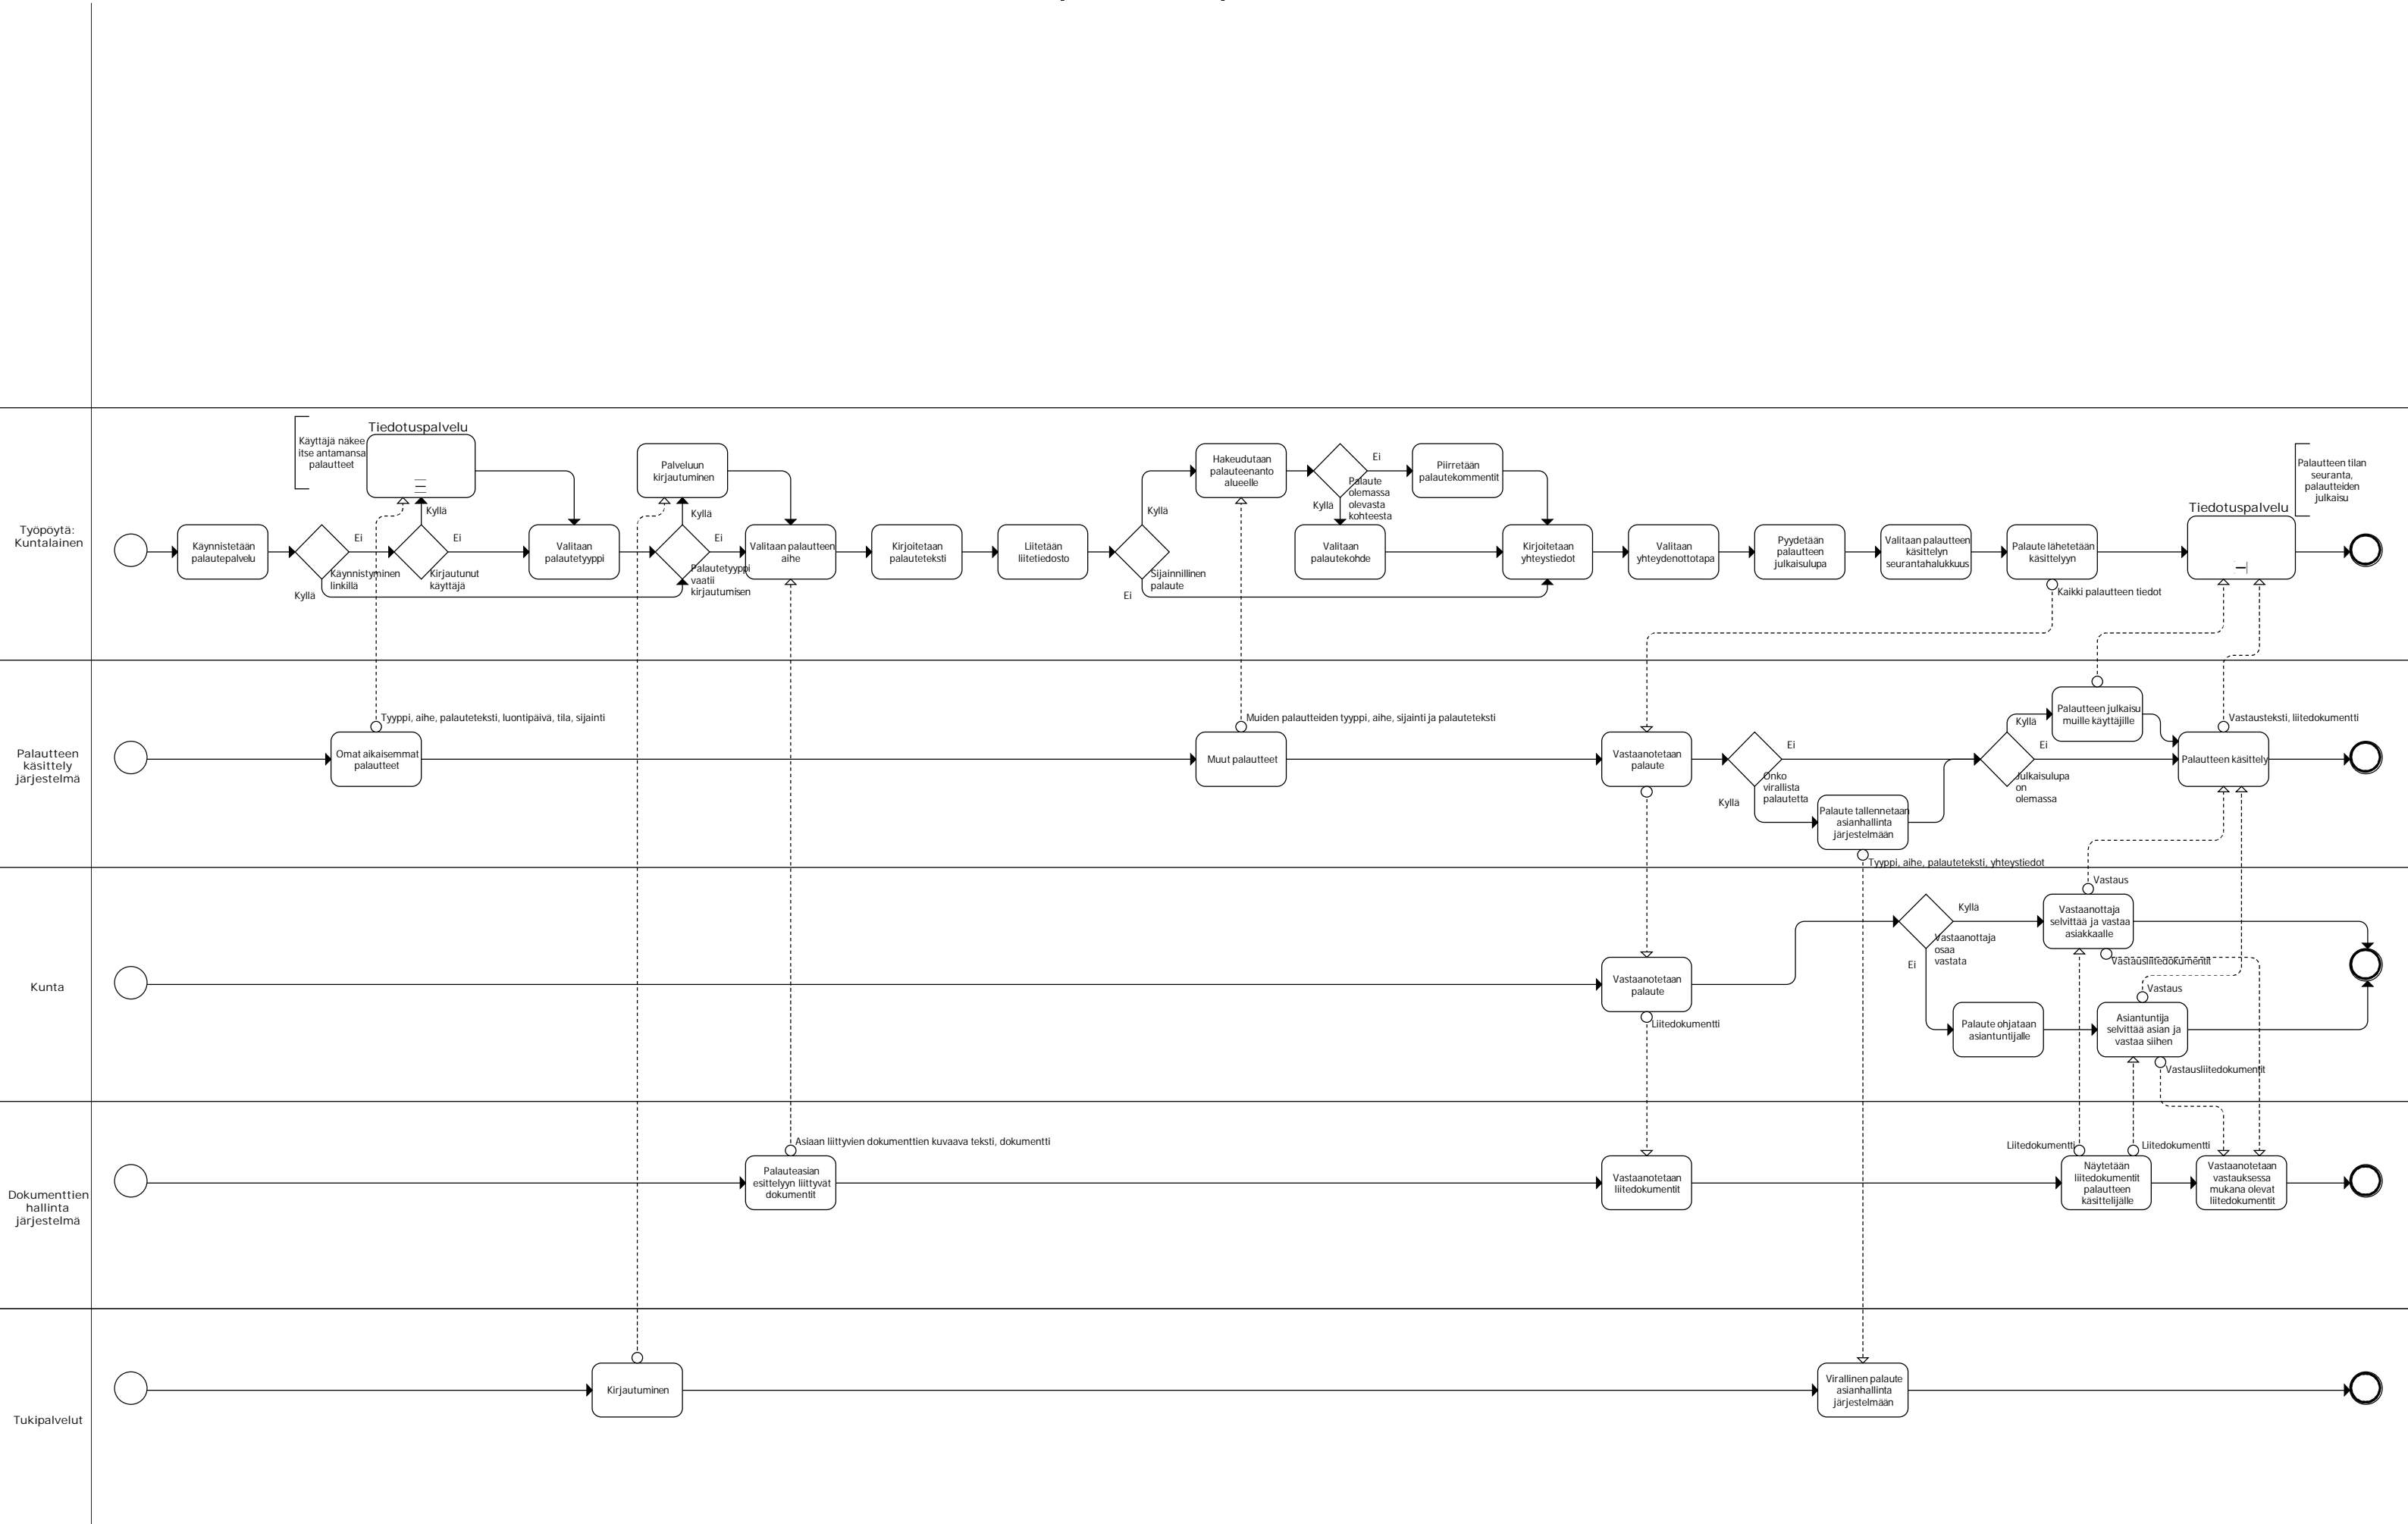 Työpöytä:
Kuntalainen
Käyttäjä näkee
itse antamansa
palautteet
Tiedotuspalvelu
Käynnistetään
palautepalvelu
Ei
Käynnistyminen
linkillä
Kyllä
Kyllä
Ei
Kirjautunut
käyttäjä
Valitaan
palautetyyppi
Palveluun
kirjautuminen
Kyllä
Ei
Palautetyyppi
vaatii
kirjautumisen
Valitaan palautteen
aihe
Kirjoitetaan
palauteteksti
Liitetään
liitetiedosto
Kyllä
Sijainnillinen
palaute
Ei
Hakeudutaan
palauteenanto
alueelle
Ei
Palaute
olemassa
olevasta
kohteesta
Kyllä
Piirretään
palautekommentit
Valitaan
palautekohde
Kirjoitetaan
yhteystiedot
Valitaan
yhteydenottotapa
Pyydetään
palautteen
julkaisulupa
Valitaan palautteen
käsittelyn
seurantahalukkuus
Palaute lähetetään
käsittelyyn
Kaikki palautteen tiedot
Tiedotuspalvelu
Palautteen tilan
seuranta,
palautteiden
julkaisu
Palautteen
käsittely
järjestelmä
Tyyppi, aihe, palauteteksti, luontipäivä, tila, sijainti
Omat aikaisemmat
palautteet
Muiden palautteiden tyyppi, aihe, sijainti ja palauteteksti
Muut palautteet
Vastaanotetaan
palaute
Ei
Onko
virallista
palautetta
Kyllä
Palaute tallennetaan
asianhallinta
järjestelmään
Tyyppi, aihe, palauteteksti, yhteystiedot
Kyllä
Ei
Julkaisulupa
on
olemassa
Palautteen julkaisu
muille käyttäjille
Vastausteksti, liitedokumentti
Palautteen käsittely
Kunta
Vastaanotetaan
palaute
Liitedokumentti
Kyllä
Vastaanottaja
osaa
vastata
Ei
Vastaus
Vastaanottaja
selvittää ja vastaa
asiakkaalle
Vastausliitedokumentit
Palaute ohjataan
asiantuntijalle
Vastaus
Asiantuntija
selvittää asian ja
vastaa siihen
Vastausliitedokumentit
Dokumenttien
hallinta
järjestelmä
Asiaan liittyvien dokumenttien kuvaava teksti, dokumentti
Palauteasian
esittelyyn liittyvät
dokumentit
Vastaanotetaan
liitedokumentit
Liitedokumentti
Liitedokumentti
Näytetään
liitedokumentit
palautteen
käsittelijälle
Vastaanotetaan
vastauksessa
mukana olevat
liitedokumentit
Tukipalvelut
Kirjautuminen
Virallinen palaute
asianhallinta
järjestelmään